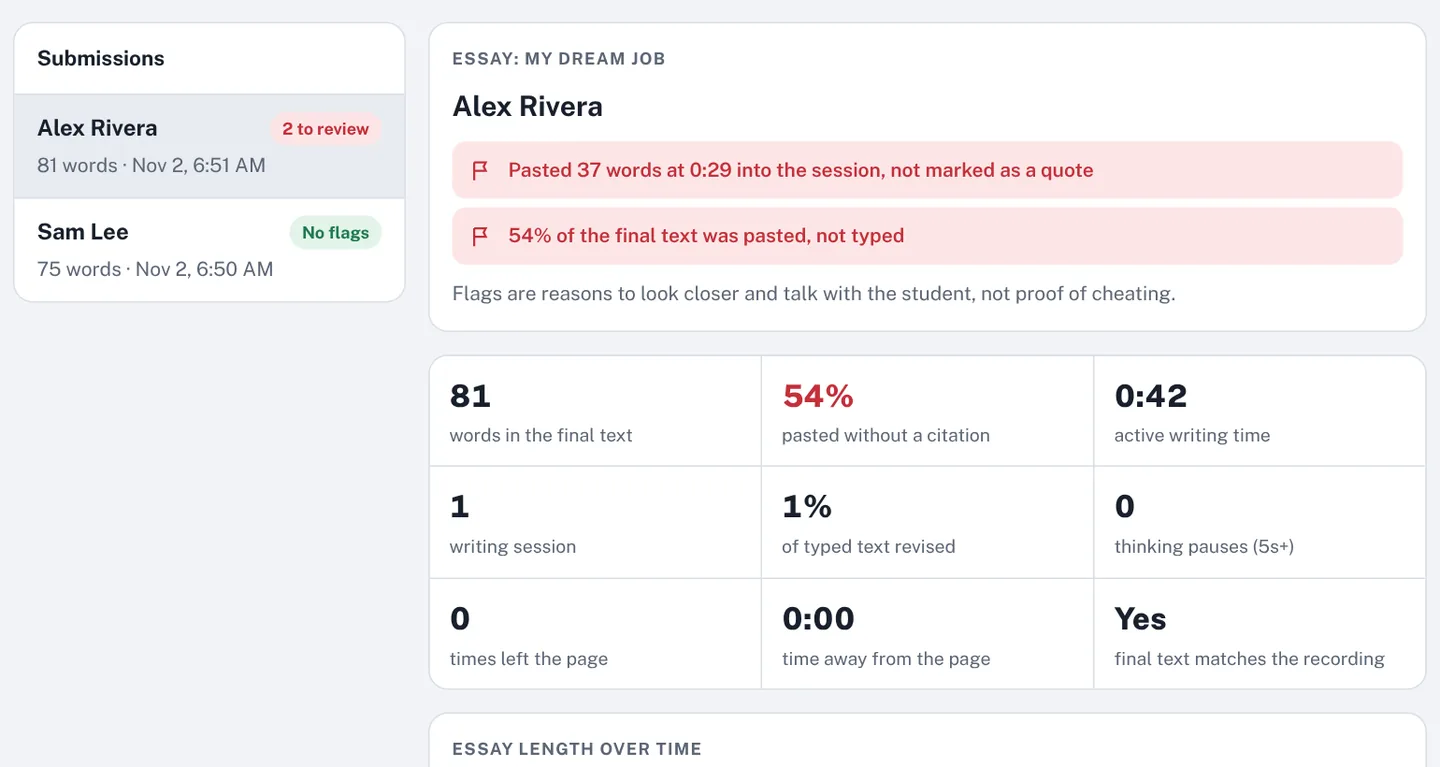 Submissions
Alex Rivera
2 to review
81 words · Nov 2, 6:51 AM
Sam Lee
No flags
75 words · Nov 2, 6:50 AM
ESSAY: MY DREAM JOB
Alex Rivera
Pasted 37 words at 0:29 into the session, not marked as a quote
54% of the final text was pasted, not typed
Flags are reasons to look closer and talk with the student, not proof of cheating.
81
words in the final text
54%
pasted without a citation
0:42
active writing time
1
writing session
1%
of typed text revised
0
thinking pauses (5s+)
0
times left the page
0:00
time away from the page
Yes
final text matches the recording
ESSAY LENGTH OVER TIME